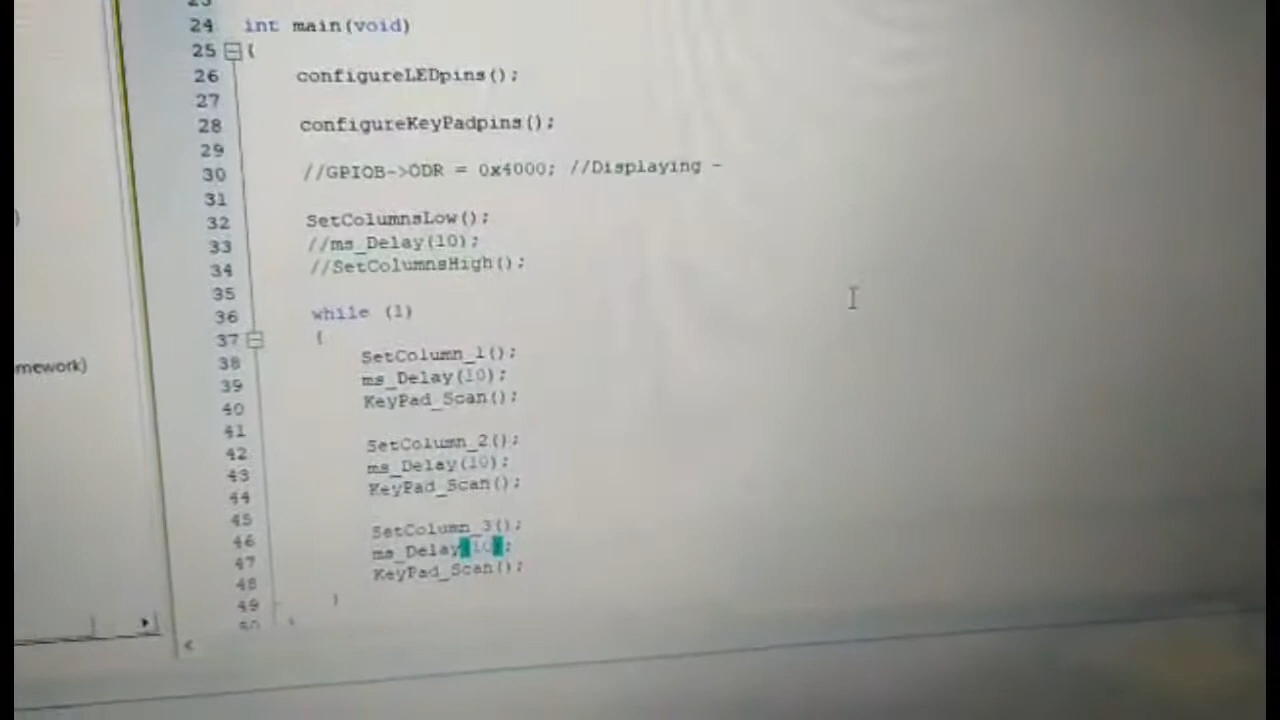 23
24 int main(void)
25 {
26 configureLEDpins();
27
28 configureKeyPadpins();
29
30 //GPIOB->ODR = 0x4000; //Displaying -
31
32 SetColumnsLow();
33 //ms_Delay(10);
34 //SetColumnsHigh();
35
36 while (1)
37 {
38 SetColumn_1();
39 ms_Delay(10);
40 KeyPad_Scan();
41
42 SetColumn_2();
43 ms_Delay(10);
44 KeyPad_Scan();
45
46 SetColumn_3();
47 ms_Delay(10);
48 KeyPad_Scan();
49 }
50 }
)
mework)